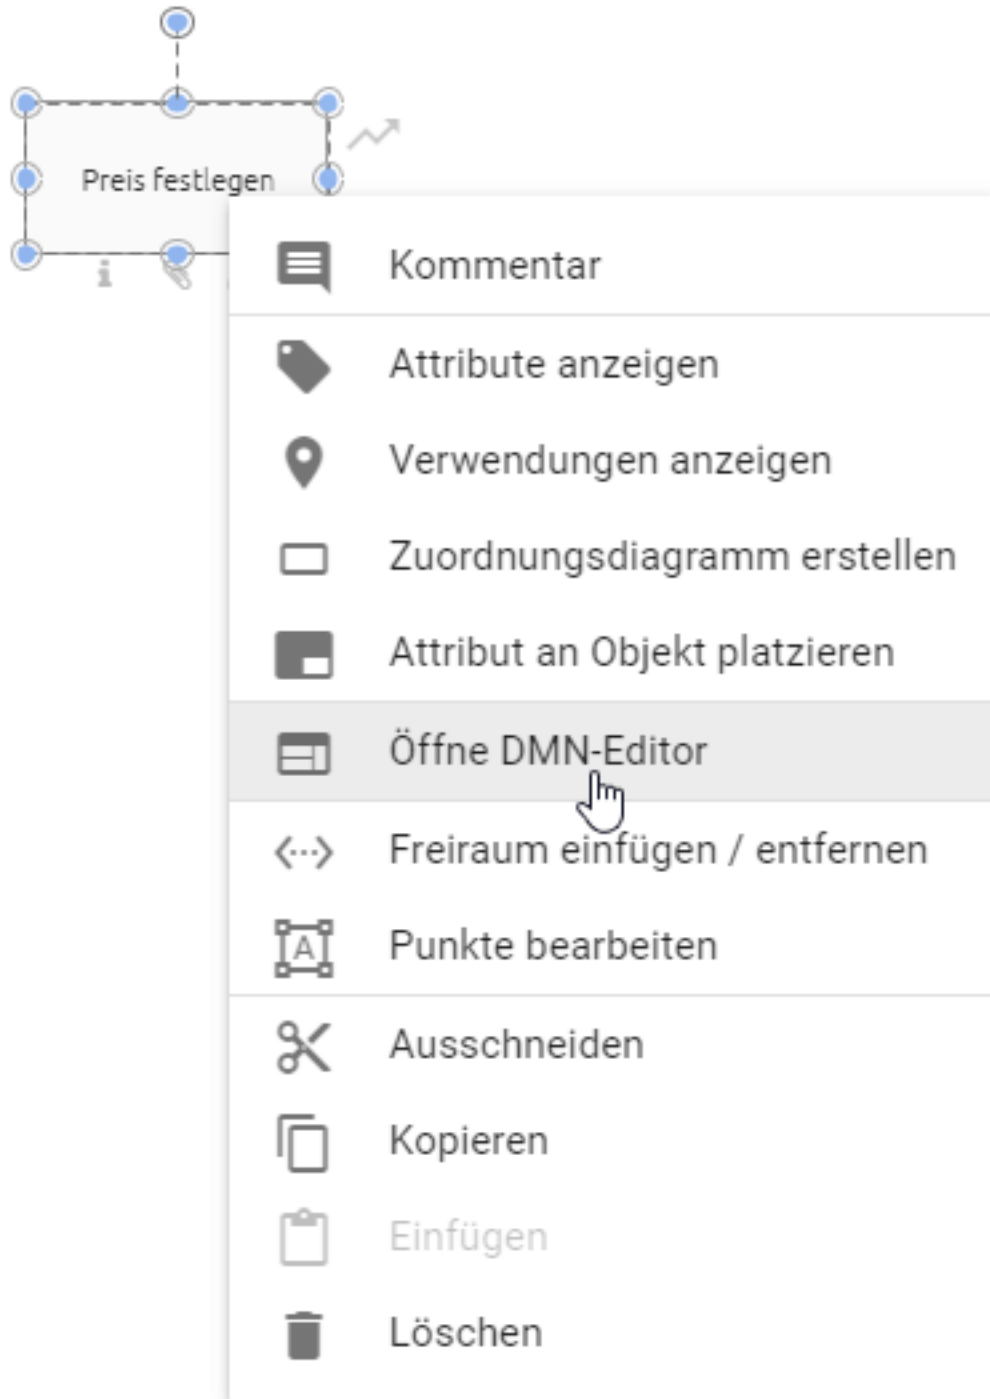 Preis festlegen
Kommentar
Attribute anzeigen
Verwendungen anzeigen
Zuordnungsdiagramm erstellen
Attribut an Objekt platzieren
Öffne DMN-Editor
Freiraum einfügen / entfernen
Punkte bearbeiten
Ausschneiden
Kopieren
Einfügen
Löschen